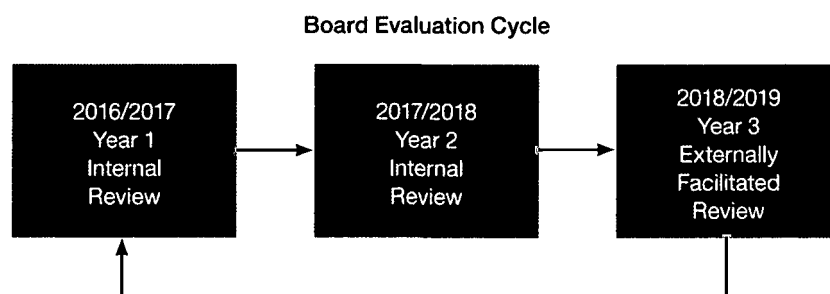 Board Evaluation Cycle
2016/2017
Year 1
Internal
Review
2017/2018
Year 2
Internal
Review
2018/2019
Year 3
Externally
Facilitated
Review